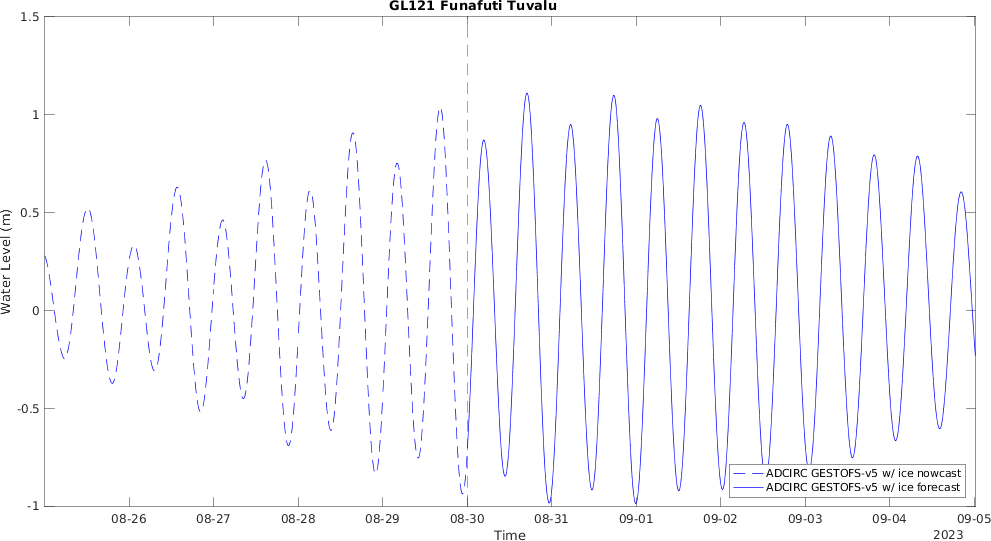 GL121 Funafuti Tuvalu
1.5
1
0.5
0
-0.5
-1
Water Level (m)
ADCIRC GESTOFS-v5 w/ ice nowcast
ADCIRC GESTOFS-v5 w/ ice forecast
08-26 08-27 08-28 08-29 08-30 08-31 09-01 09-02 09-03 09-04 09-05
Time
2023